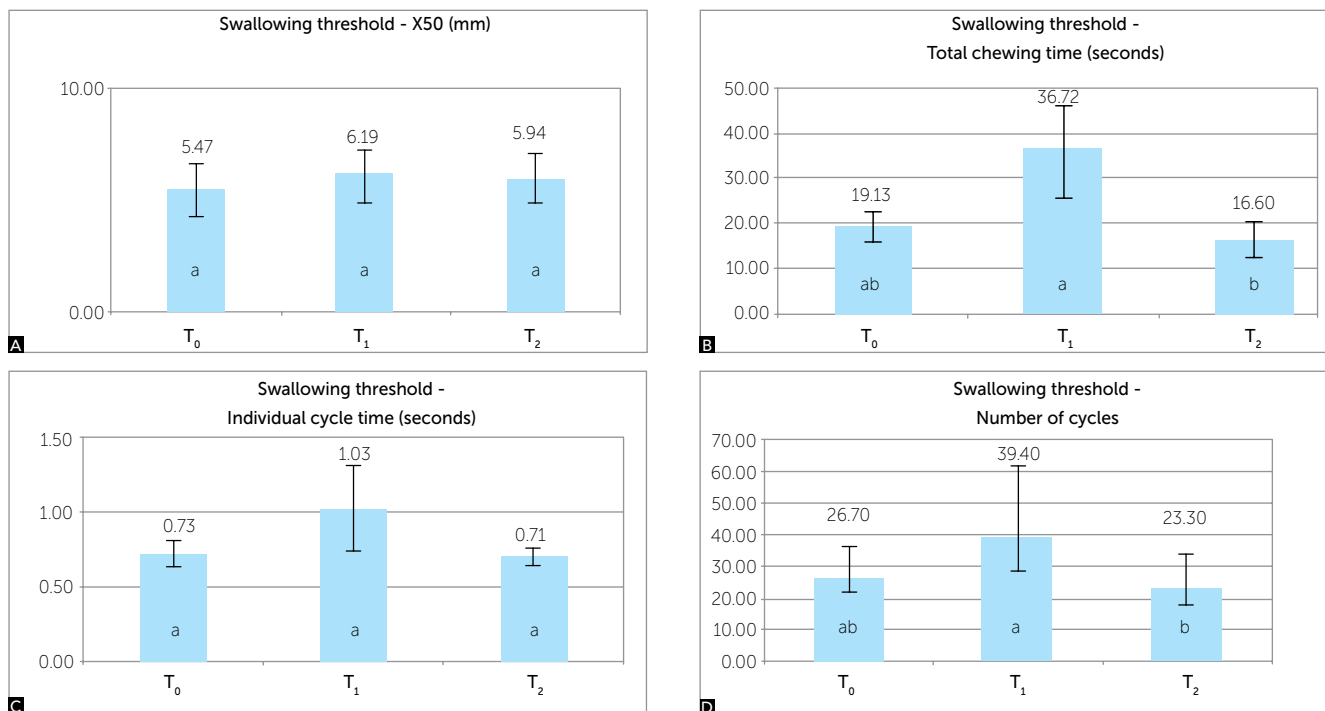 Swallowing threshold - X50 (mm)
10.00
5.47
6.19
5.94
a
a
a
0.00
T₀
T₁
T₂
A
Swallowing threshold -
Total chewing time (seconds)
50.00
40.00
30.00
20.00
10.00
0.00
19.13
36.72
16.60
ab
a
b
T₀
T₁
T₂
B
Swallowing threshold -
Individual cycle time (seconds)
1.50
1.00
0.50
0.00
0.73
1.03
0.71
a
a
a
T₀
T₁
T₂
C
Swallowing threshold -
Number of cycles
70.00
60.00
50.00
40.00
30.00
20.00
10.00
0.00
26.70
39.40
23.30
ab
a
b
T₀
T₁
T₂
D